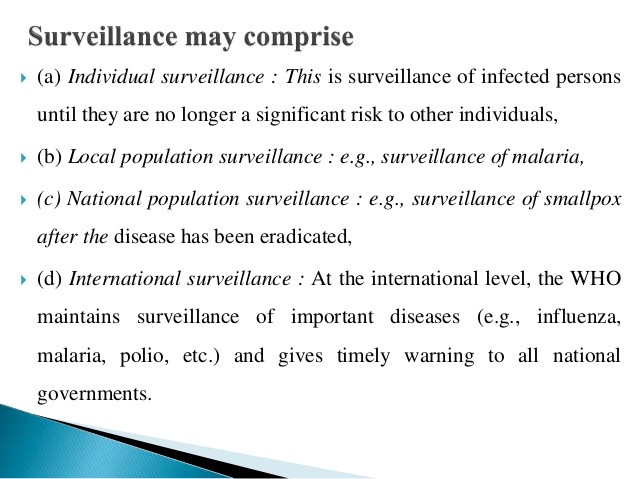 Surveillance may comprise
(a) Individual surveillance : This is surveillance of infected persons
until they are no longer a significant risk to other individuals,
(b) Local population surveillance : e.g., surveillance of malaria,
(c) National population surveillance : e.g., surveillance of smallpox
after the disease has been eradicated,
(d) International surveillance : At the international level, the WHO
maintains surveillance of important diseases (e.g., influenza,
malaria, polio, etc.) and gives timely warning to all national
governments.